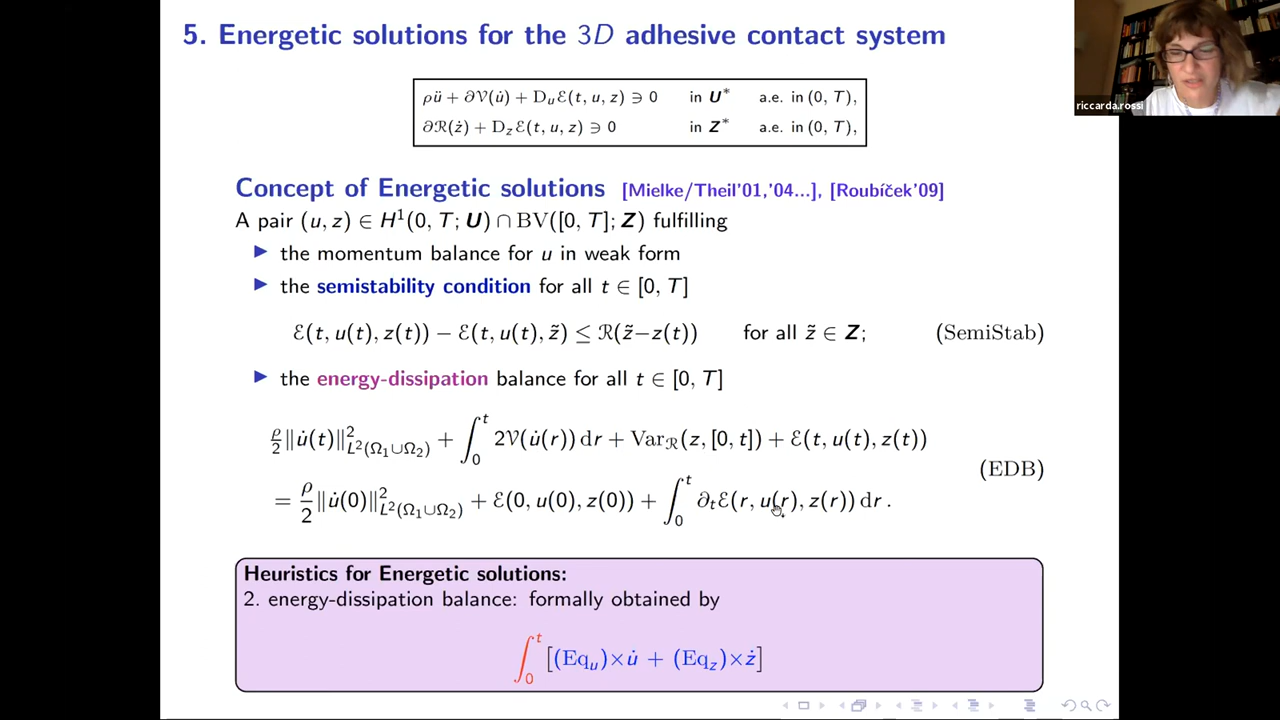 5. Energetic solutions for the 3D adhesive contact system
riccarda.rossi
ρü + ∂𝒱(u̇) + D_uℰ(t, u, z) ∋ 0 in U* a.e. in (0, T),
∂ℛ(ż) + D_zℰ(t, u, z) ∋ 0 in Z* a.e. in (0, T),
Concept of Energetic solutions [Mielke/Theil'01,'04...], [Roubíček'09]
A pair (u, z) ∈ H¹(0, T; U) ∩ BV([0, T]; Z) fulfilling
▶ the momentum balance for u in weak form
▶ the semistability condition for all t ∈ [0, T]
ℰ(t, u(t), z(t)) − ℰ(t, u(t), z̃) ≤ ℛ(z̃−z(t)) for all z̃ ∈ Z; (SemiStab)
▶ the energy-dissipation balance for all t ∈ [0, T]
ρ/2 ‖u̇(t)‖²_{L²(Ω₁∪Ω₂)} + ∫₀ᵗ 2𝒱(u̇(r)) dr + Var_ℛ(z, [0, t]) + ℰ(t, u(t), z(t))
(EDB)
= ρ/2 ‖u̇(0)‖²_{L²(Ω₁∪Ω₂)} + ℰ(0, u(0), z(0)) + ∫₀ᵗ ∂_tℰ(r, u(r), z(r)) dr .
Heuristics for Energetic solutions:
2. energy-dissipation balance: formally obtained by
∫₀ᵗ [(Eq_u)×u̇ + (Eq_z)×ż]